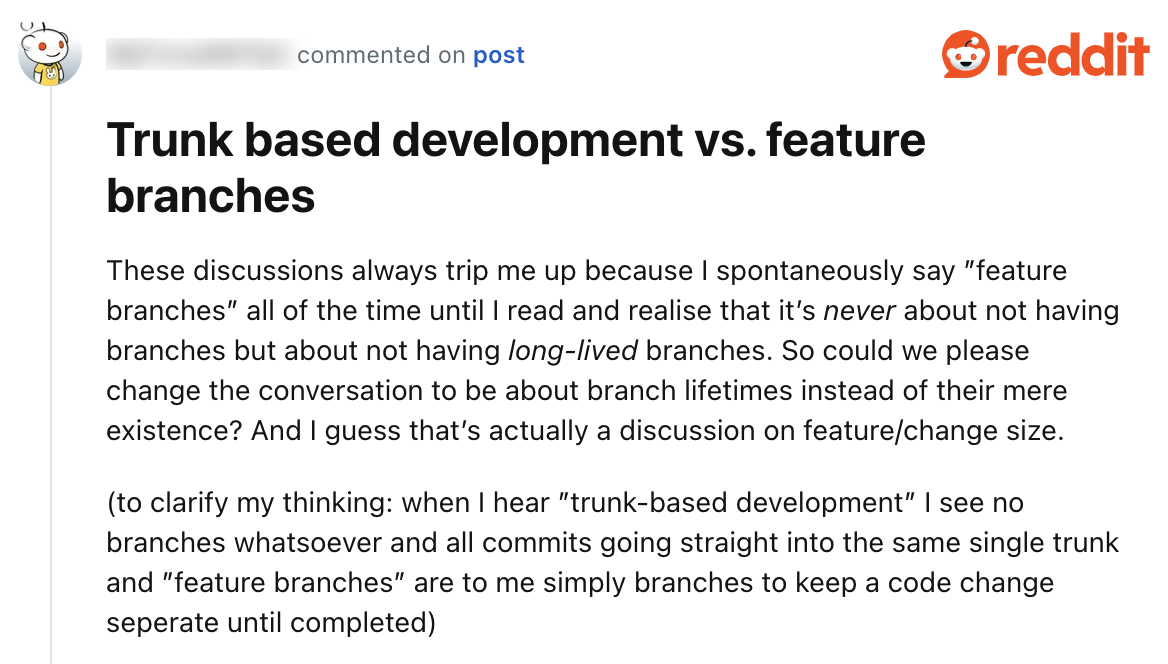 commented on post
reddit
Trunk based development vs. feature
branches
These discussions always trip me up because I spontaneously say "feature
branches" all of the time until I read and realise that it's never about not having
branches but about not having long-lived branches. So could we please
change the conversation to be about branch lifetimes instead of their mere
existence? And I guess that's actually a discussion on feature/change size.
(to clarify my thinking: when I hear "trunk-based development" I see no
branches whatsoever and all commits going straight into the same single trunk
and "feature branches" are to me simply branches to keep a code change
seperate until completed)